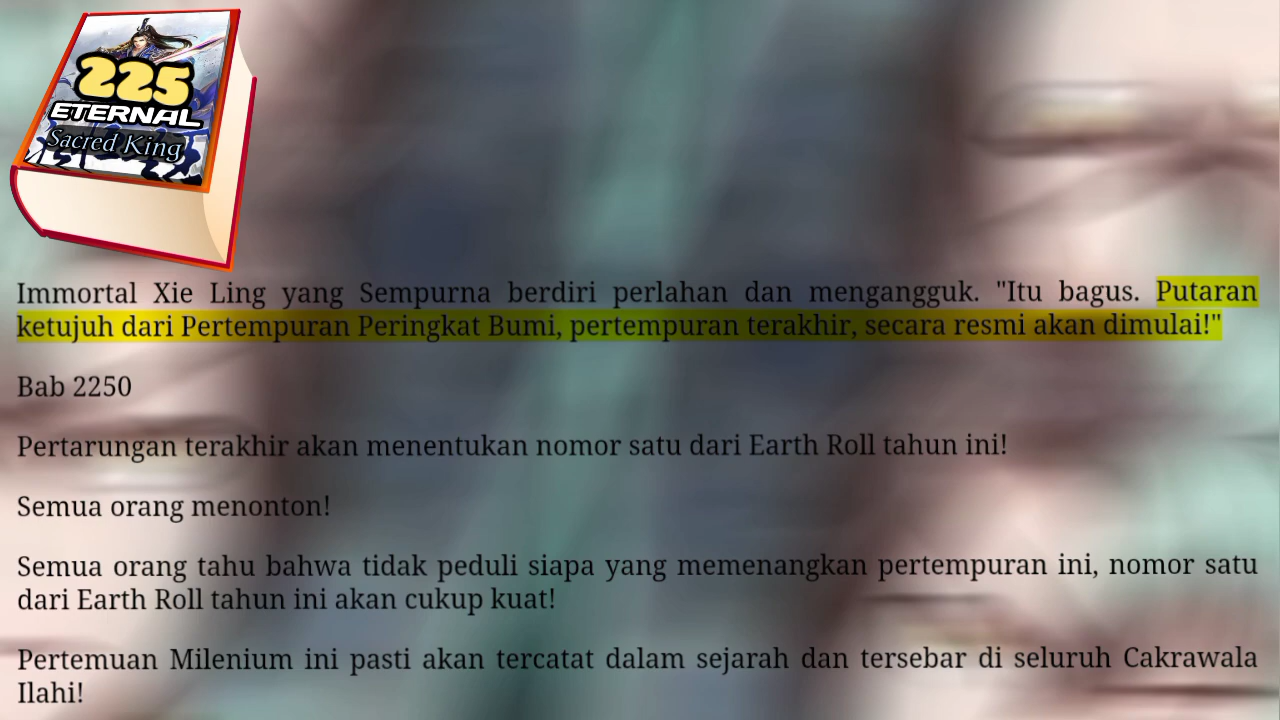 225
ETERNAL
Sacred King
Immortal Xie Ling yang Sempurna berdiri perlahan dan mengangguk. "Itu bagus. Putaran
ketujuh dari Pertempuran Peringkat Bumi, pertempuran terakhir, secara resmi akan dimulai!"
Bab 2250
Pertarungan terakhir akan menentukan nomor satu dari Earth Roll tahun ini!
Semua orang menonton!
Semua orang tahu bahwa tidak peduli siapa yang memenangkan pertempuran ini, nomor satu
dari Earth Roll tahun ini akan cukup kuat!
Pertemuan Milenium ini pasti akan tercatat dalam sejarah dan tersebar di seluruh Cakrawala
Ilahi!